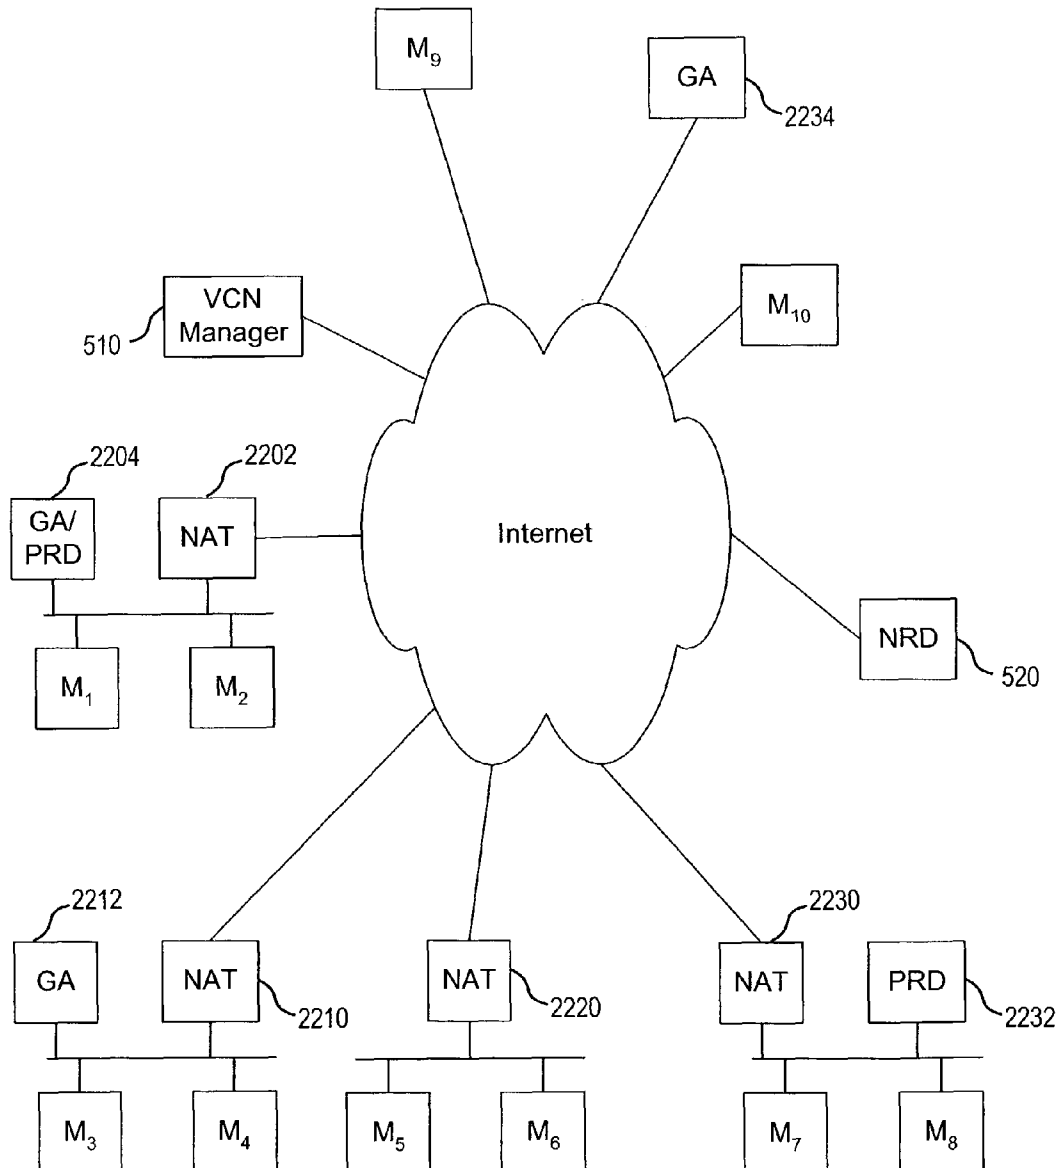 M9
GA
2234
VCN
Manager
510
M10
2204
2202
GA/
PRD
NAT
Internet
M1
M2
NRD
520
2212
2230
GA
NAT
2210
NAT
2220
NAT
PRD
2232
M3
M4
M5
M6
M7
M8